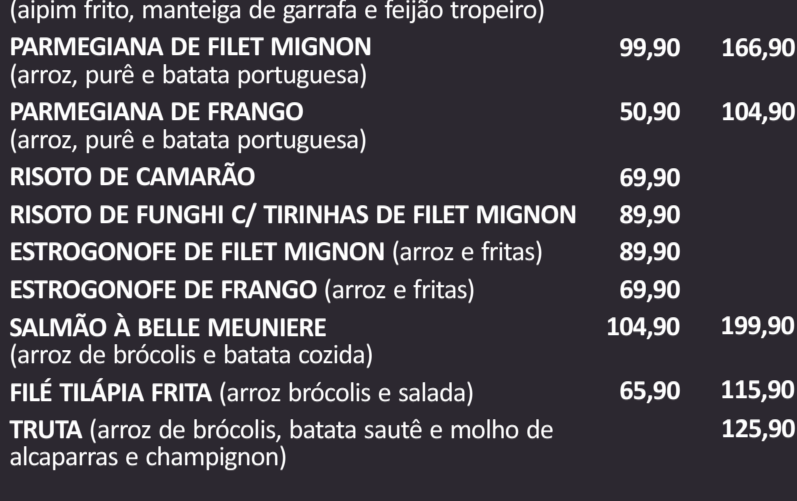 (aipim frito, manteiga de garrafa e feijão tropeiro)
PARMEGIANA DE FILET MIGNON 99,90 166,90
(arroz, purê e batata portuguesa)
PARMEGIANA DE FRANGO 50,90 104,90
(arroz, purê e batata portuguesa)
RISOTO DE CAMARÃO 69,90
RISOTO DE FUNGHI C/ TIRINHAS DE FILET MIGNON 89,90
ESTROGONOFE DE FILET MIGNON (arroz e fritas) 89,90
ESTROGONOFE DE FRANGO (arroz e fritas) 69,90
SALMÃO À BELLE MEUNIERE 104,90 199,90
(arroz de brócolis e batata cozida)
FILÉ TILÁPIA FRITA (arroz brócolis e salada) 65,90 115,90
TRUTA (arroz de brócolis, batata sautê e molho de 125,90
alcaparras e champignon)